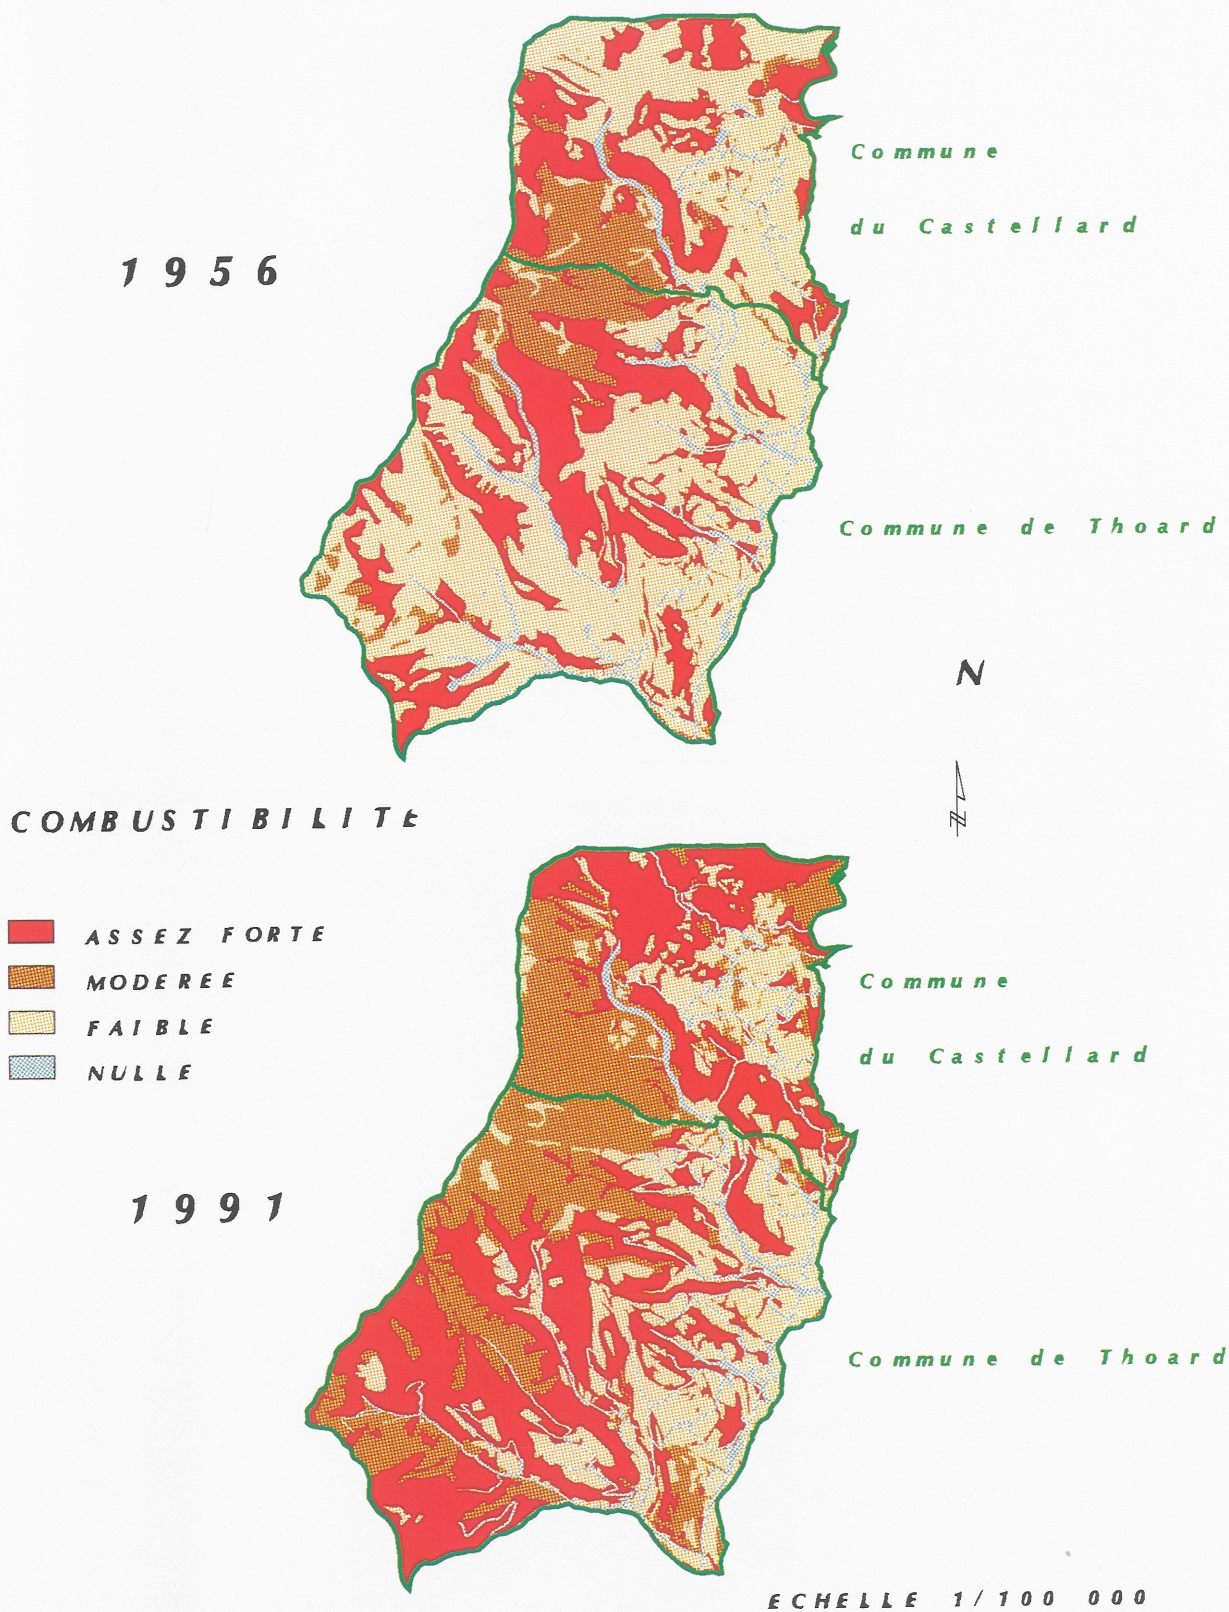 Commune
du Castellard
1956
Commune de Thoard
N
COMBUSTIBILITE
ASSEZ FORTE
MODEREE
FAIBLE
NULLE
Commune
du Castellard
1991
Commune de Thoard
ECHELLE 1/100 000